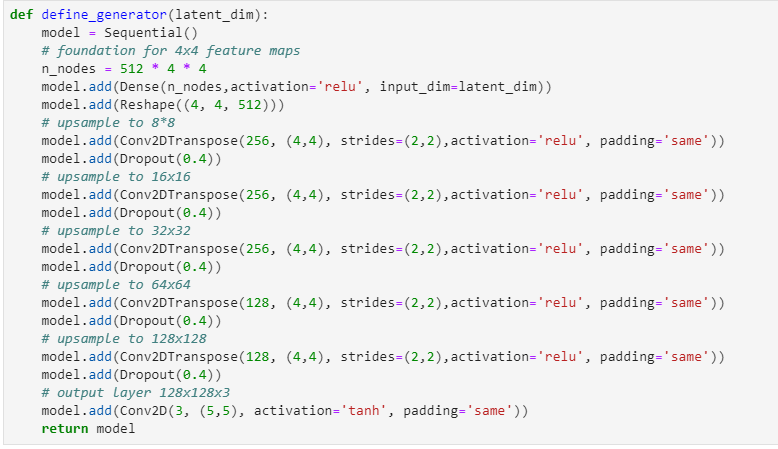 def define_generator(latent_dim):
    model = Sequential()
    # foundation for 4x4 feature maps
    n_nodes = 512 * 4 * 4
    model.add(Dense(n_nodes,activation='relu', input_dim=latent_dim))
    model.add(Reshape((4, 4, 512)))
    # upsample to 8*8
    model.add(Conv2DTranspose(256, (4,4), strides=(2,2),activation='relu', padding='same'))
    model.add(Dropout(0.4))
    # upsample to 16x16
    model.add(Conv2DTranspose(256, (4,4), strides=(2,2),activation='relu', padding='same'))
    model.add(Dropout(0.4))
    # upsample to 32x32
    model.add(Conv2DTranspose(256, (4,4), strides=(2,2),activation='relu', padding='same'))
    model.add(Dropout(0.4))
    # upsample to 64x64
    model.add(Conv2DTranspose(128, (4,4), strides=(2,2),activation='relu', padding='same'))
    model.add(Dropout(0.4))
    # upsample to 128x128
    model.add(Conv2DTranspose(128, (4,4), strides=(2,2),activation='relu', padding='same'))
    model.add(Dropout(0.4))
    # output layer 128x128x3
    model.add(Conv2D(3, (5,5), activation='tanh', padding='same'))
    return model